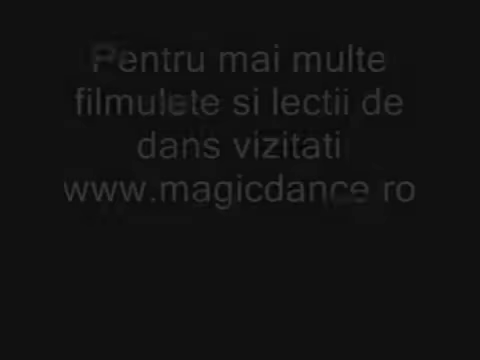 Pentru mai multe
filmulete si lectii de
dans vizitati
www.magicdance.ro